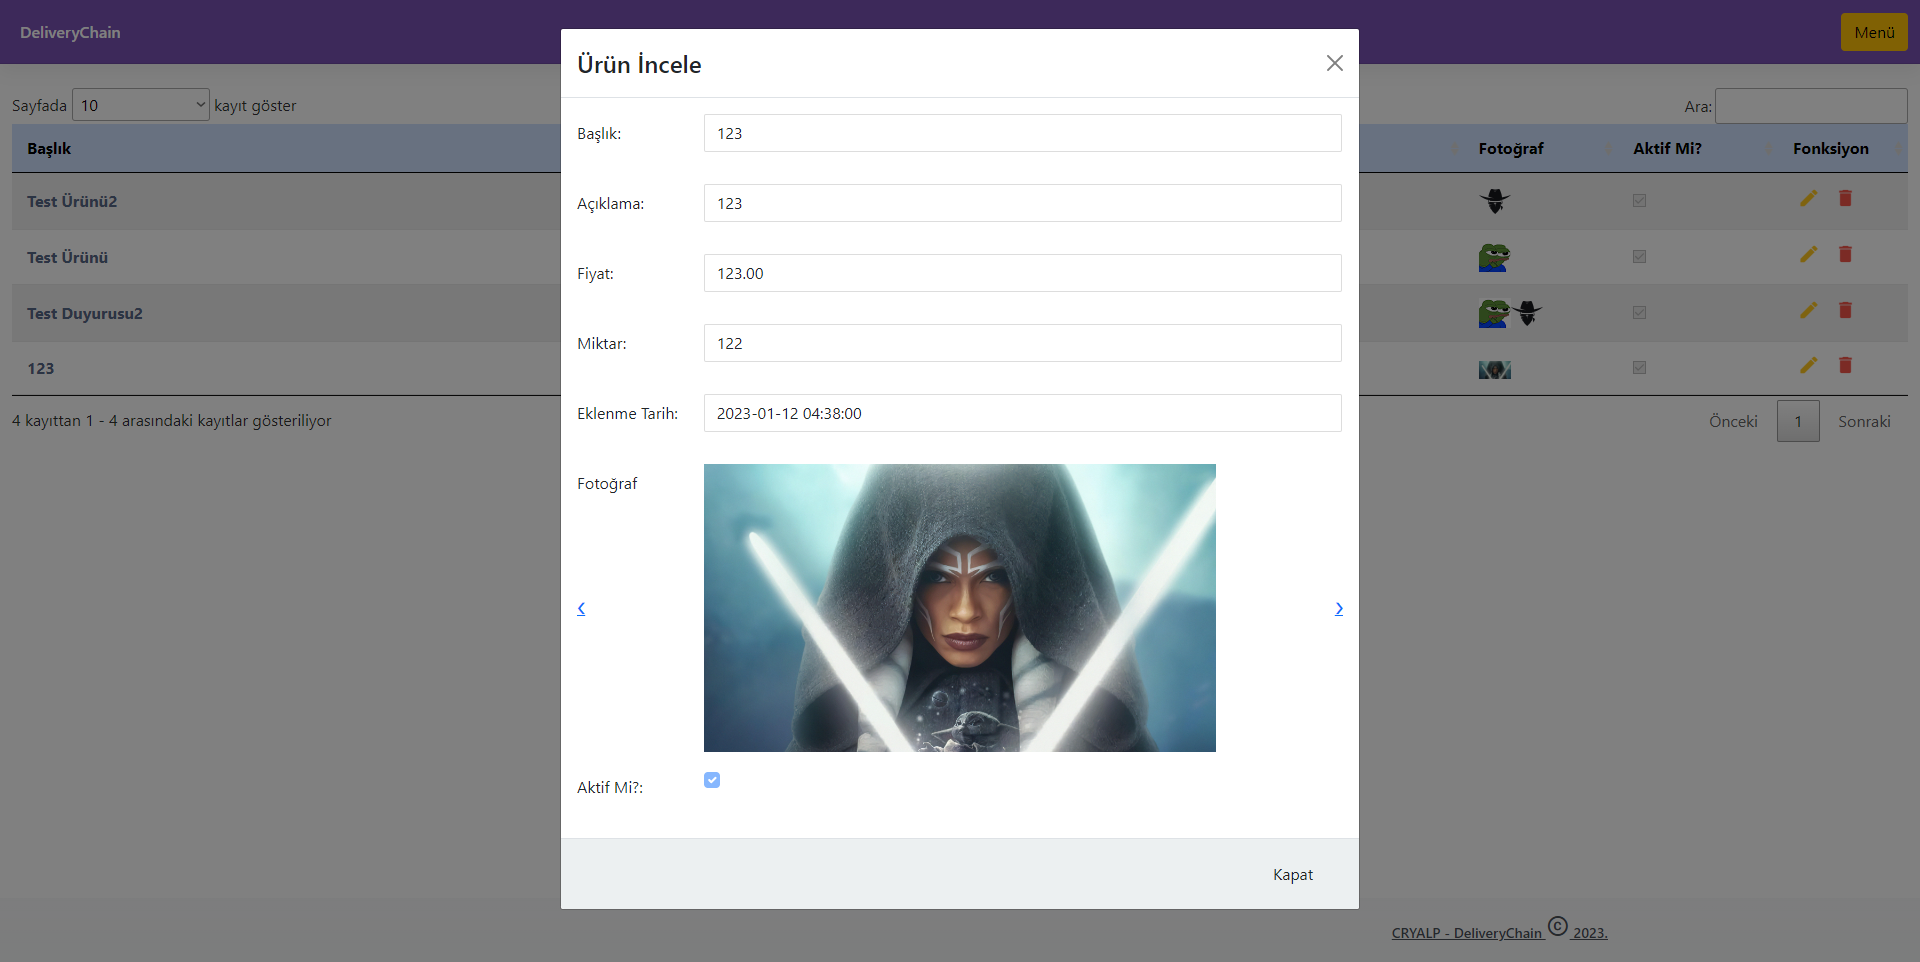 DeliveryChain
Menü
Ürün İncele
Sayfada 10 kayıt göster
Ara:
Başlık
Fotoğraf
Aktif Mi?
Fonksiyon
Test Ürünü2
Test Ürünü
Test Duyurusu2
123
4 kayıttan 1 - 4 arasındaki kayıtlar gösteriliyor
Önceki
1
Sonraki
Başlık:
123
Açıklama:
123
Fiyat:
123.00
Miktar:
122
Eklenme Tarih:
2023-01-12 04:38:00
Fotoğraf
‹
›
Aktif Mi?:
Kapat
CRYALP - DeliveryChain © 2023.